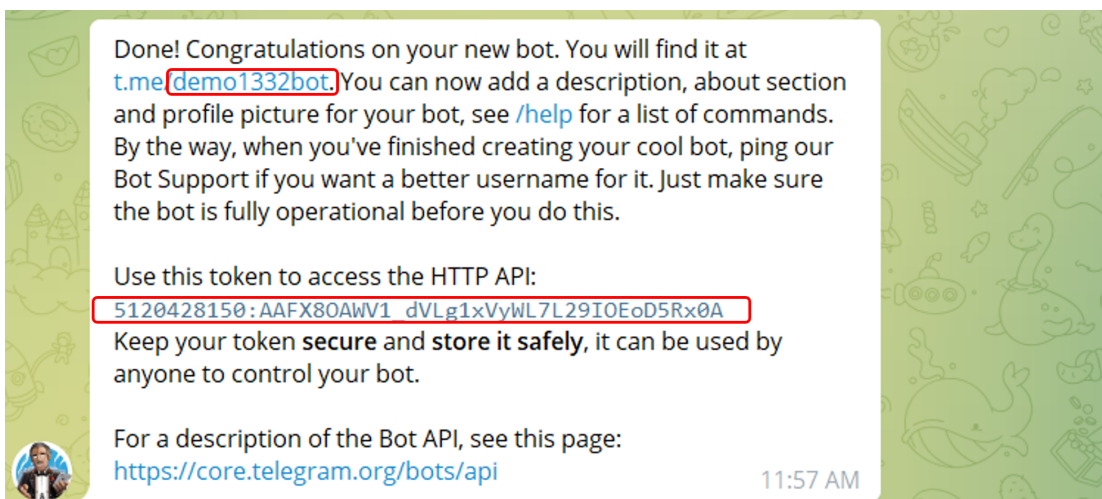 Done! Congratulations on your new bot. You will find it at
t.me/demo1332bot. You can now add a description, about section
and profile picture for your bot, see /help for a list of commands.
By the way, when you've finished creating your cool bot, ping our
Bot Support if you want a better username for it. Just make sure
the bot is fully operational before you do this.
Use this token to access the HTTP API:
5120428150:AAFX8OAWV1_dVLg1xVyWL7L29IOEoD5Rx0A
Keep your token secure and store it safely, it can be used by
anyone to control your bot.
For a description of the Bot API, see this page:
https://core.telegram.org/bots/api
11:57 AM